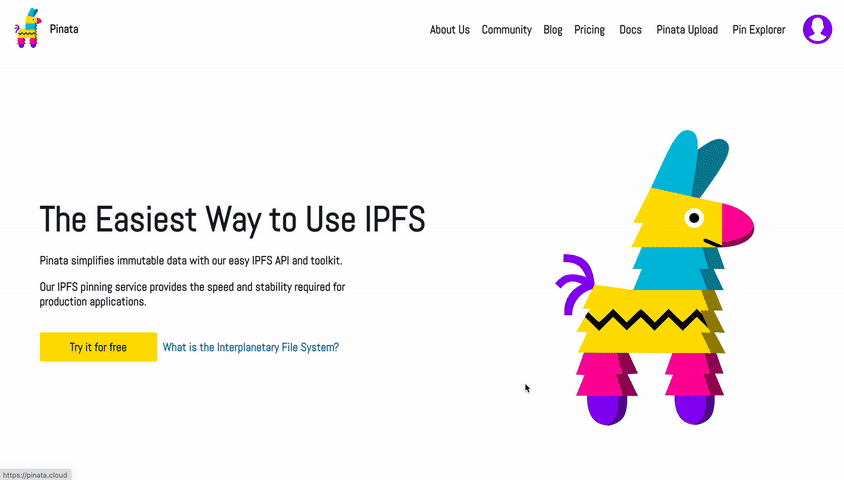 Pinata
About Us Community Blog Pricing Docs Pinata Upload Pin Explorer
The Easiest Way to Use IPFS
Pinata simplifies immutable data with our easy IPFS API and toolkit.
Our IPFS pinning service provides the speed and stability required for
production applications.
Try it for free What is the Interplanetary File System?
https://pinata.cloud